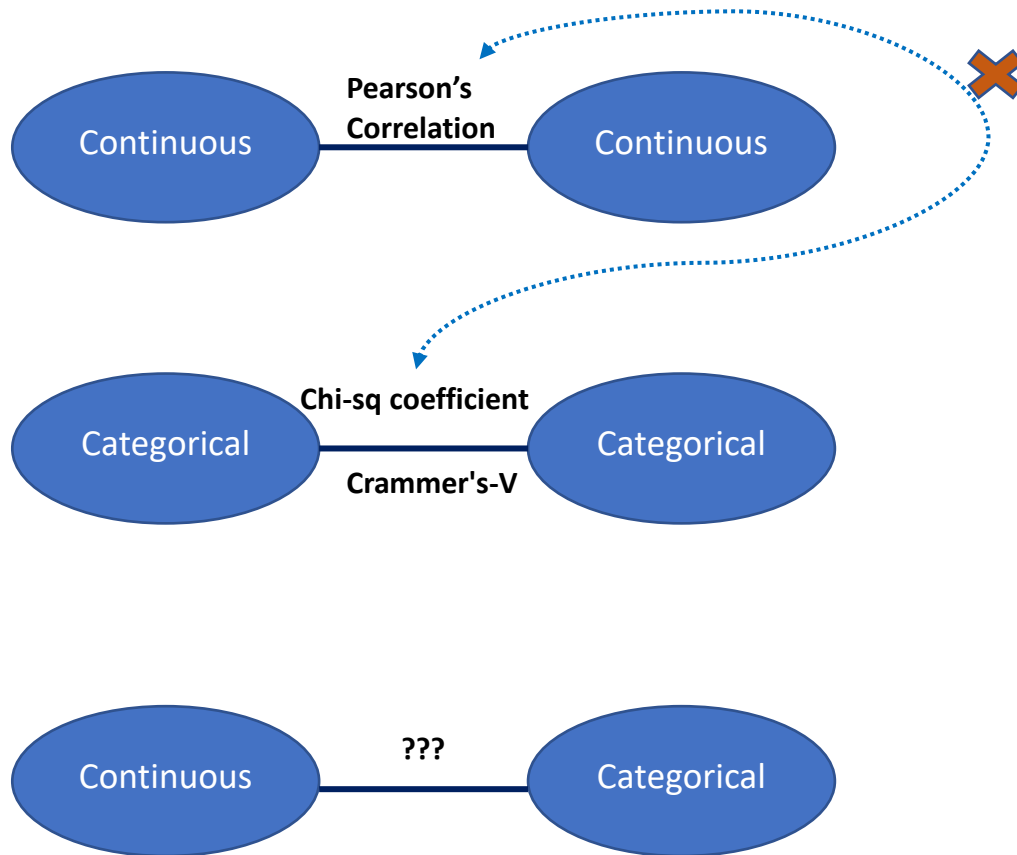 Pearson's
Correlation
Continuous
Continuous
Chi-sq coefficient
Categorical
Categorical
Crammer's-V
???
Continuous
Categorical